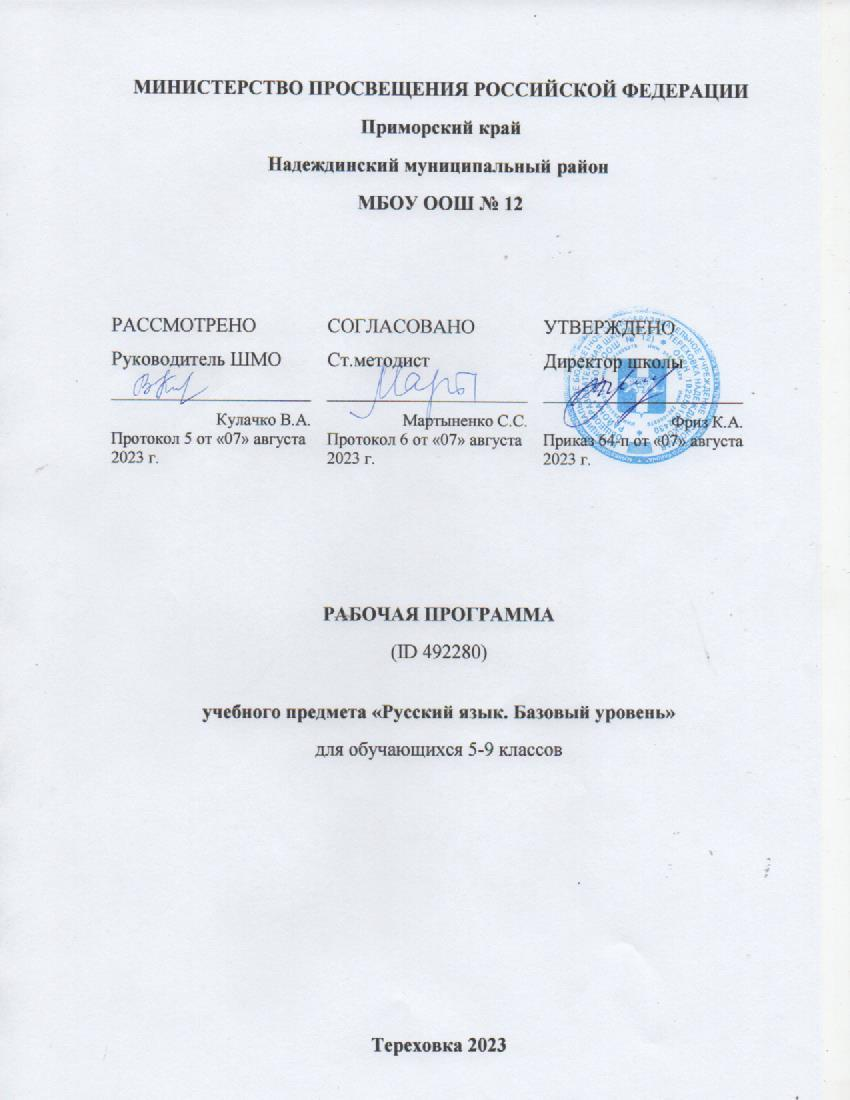 МИНИСТЕРСТВО ПРОСВЕЩЕНИЯ РОССИЙСКОЙ ФЕДЕРАЦИИ
Приморский край
Надеждинский муниципальный район
МБОУ ООШ № 12
РАССМОТРЕНО
Руководитель ШМО
Кулачко В.А.
Протокол 5 от «07» августа
2023 г.
СОГЛАСОВАНО
Ст.методист
Мартыненко С.С.
Протокол 6 от «07» августа
2023 г.
УТВЕРЖДЕНО
Директор школы
Фриз К.А.
Приказ 64-п от «07» августа
2023 г.
РАБОЧАЯ ПРОГРАММА
(ID 492280)
учебного предмета «Русский язык. Базовый уровень»
для обучающихся 5-9 классов
Тереховка 2023